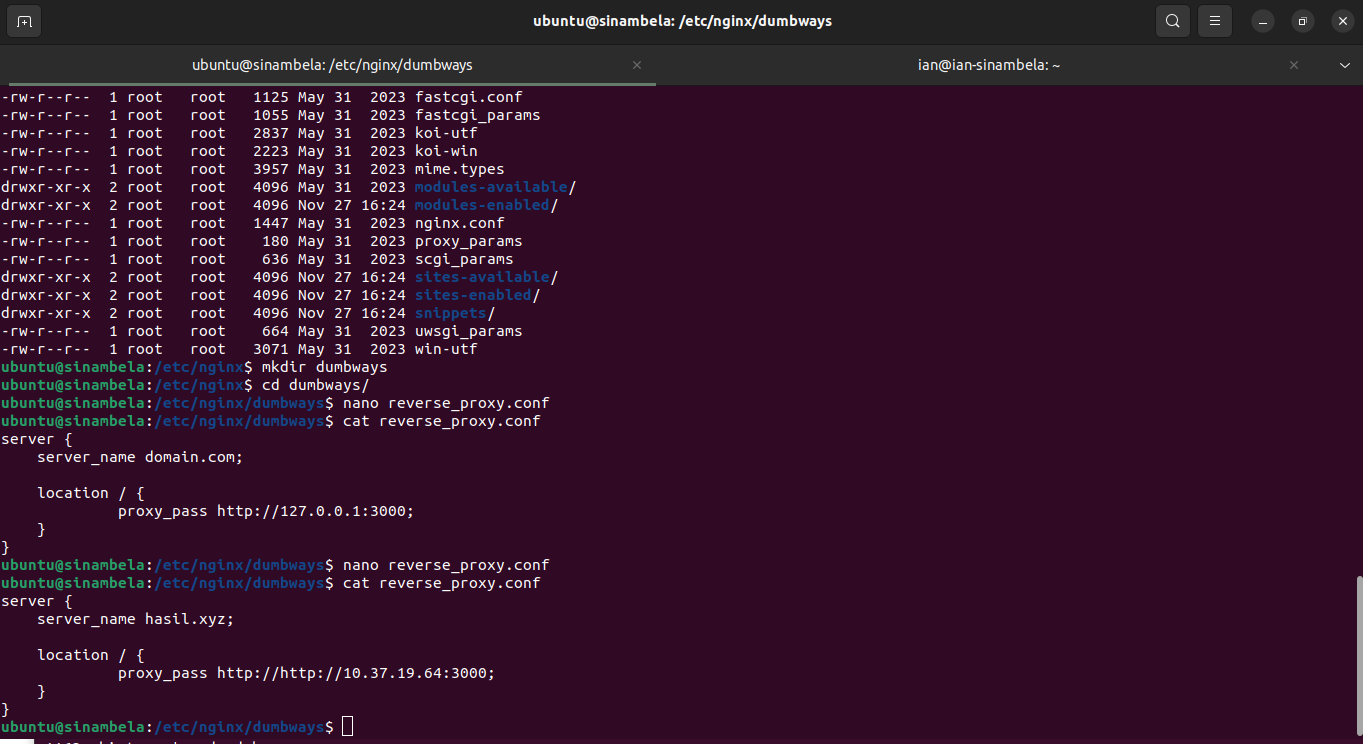 ubuntu@sinambela: /etc/nginx/dumbways
ubuntu@sinambela: /etc/nginx/dumbways
ian@ian-sinambela: ~
-rw-r--r--  1 root   root   1125 May 31  2023 fastcgi.conf
-rw-r--r--  1 root   root   1055 May 31  2023 fastcgi_params
-rw-r--r--  1 root   root   2837 May 31  2023 koi-utf
-rw-r--r--  1 root   root   2223 May 31  2023 koi-win
-rw-r--r--  1 root   root   3957 May 31  2023 mime.types
drwxr-xr-x  2 root   root   4096 May 31  2023 modules-available/
drwxr-xr-x  2 root   root   4096 Nov 27 16:24 modules-enabled/
-rw-r--r--  1 root   root   1447 May 31  2023 nginx.conf
-rw-r--r--  1 root   root    180 May 31  2023 proxy_params
-rw-r--r--  1 root   root    636 May 31  2023 scgi_params
drwxr-xr-x  2 root   root   4096 Nov 27 16:24 sites-available/
drwxr-xr-x  2 root   root   4096 Nov 27 16:24 sites-enabled/
drwxr-xr-x  2 root   root   4096 Nov 27 16:24 snippets/
-rw-r--r--  1 root   root    664 May 31  2023 uwsgi_params
-rw-r--r--  1 root   root   3071 May 31  2023 win-utf
ubuntu@sinambela:/etc/nginx$ mkdir dumbways
ubuntu@sinambela:/etc/nginx$ cd dumbways/
ubuntu@sinambela:/etc/nginx/dumbways$ nano reverse_proxy.conf
ubuntu@sinambela:/etc/nginx/dumbways$ cat reverse_proxy.conf
server {
    server_name domain.com;
    location / {
             proxy_pass http://127.0.0.1:3000;
    }
}
ubuntu@sinambela:/etc/nginx/dumbways$ nano reverse_proxy.conf
ubuntu@sinambela:/etc/nginx/dumbways$ cat reverse_proxy.conf
server {
    server_name hasil.xyz;
    location / {
             proxy_pass http://http://10.37.19.64:3000;
    }
}
ubuntu@sinambela:/etc/nginx/dumbways$